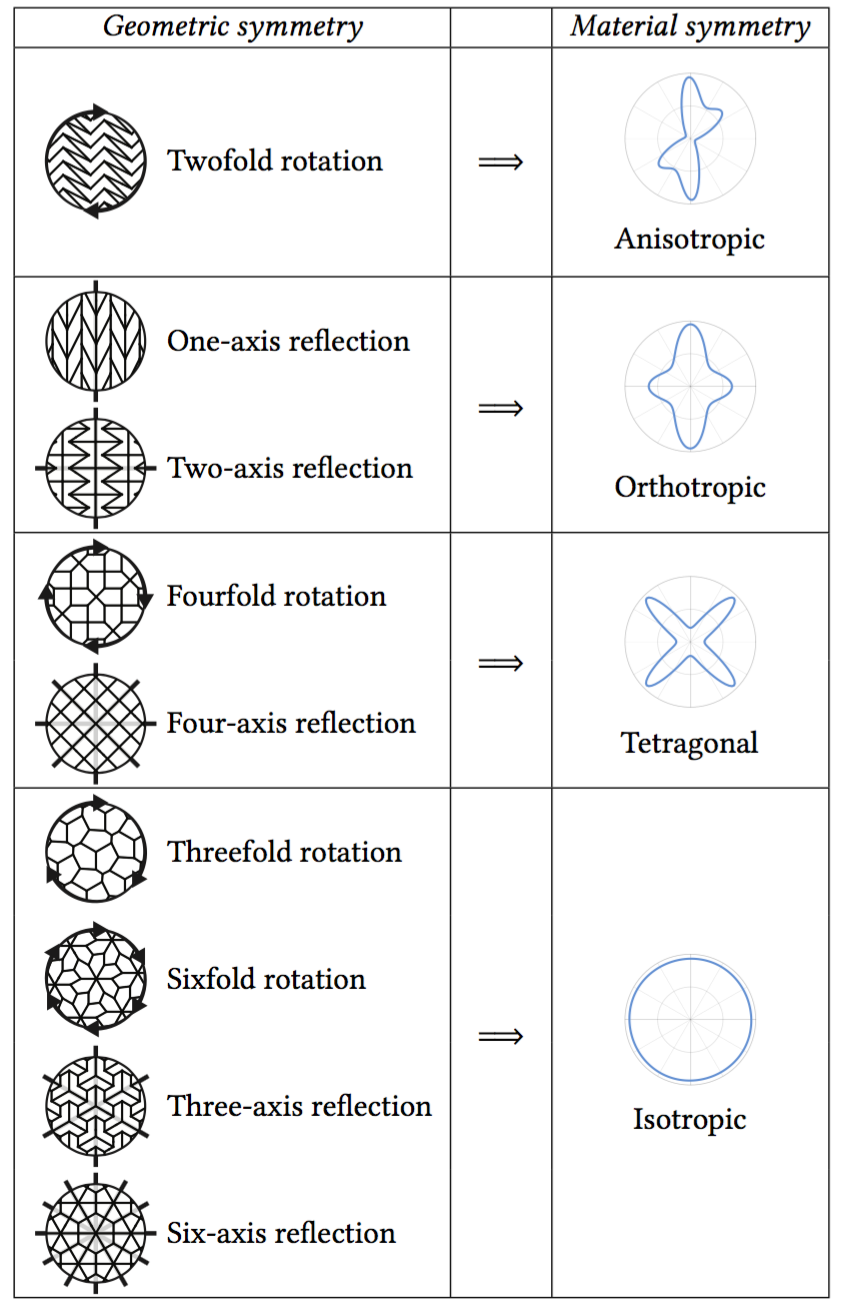 Geometric symmetry
Material symmetry
Twofold rotation
⟹
Anisotropic
One-axis reflection
Two-axis reflection
⟹
Orthotropic
Fourfold rotation
Four-axis reflection
⟹
Tetragonal
Threefold rotation
Sixfold rotation
Three-axis reflection
Six-axis reflection
⟹
Isotropic